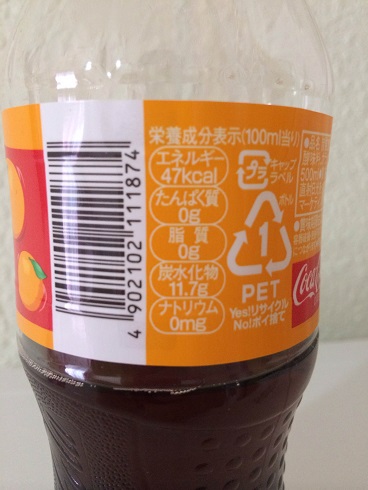 栄養成分表示(100ml当り)
エネルギー
47kcal
たんぱく質
0g
脂質
0g
炭水化物
11.7g
ナトリウム
0mg
プラ
キャップ
ラベル
ボトル
1
PET
Yes!リサイクル
No!ポイ捨て
4 902102 111874
500ml